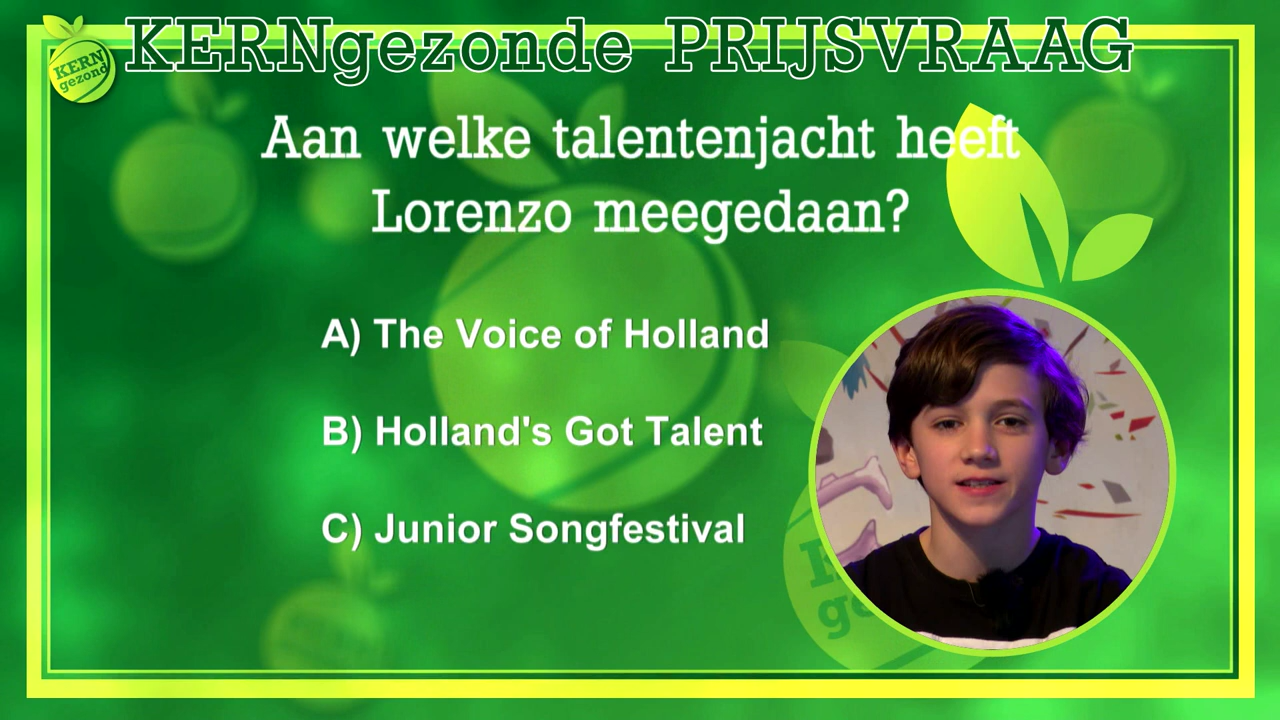 KERNgezonde PRIJSVRAAG
KERN
gezond
Aan welke talentenjacht heeft
Lorenzo meegedaan?
A) The Voice of Holland
B) Holland's Got Talent
C) Junior Songfestival